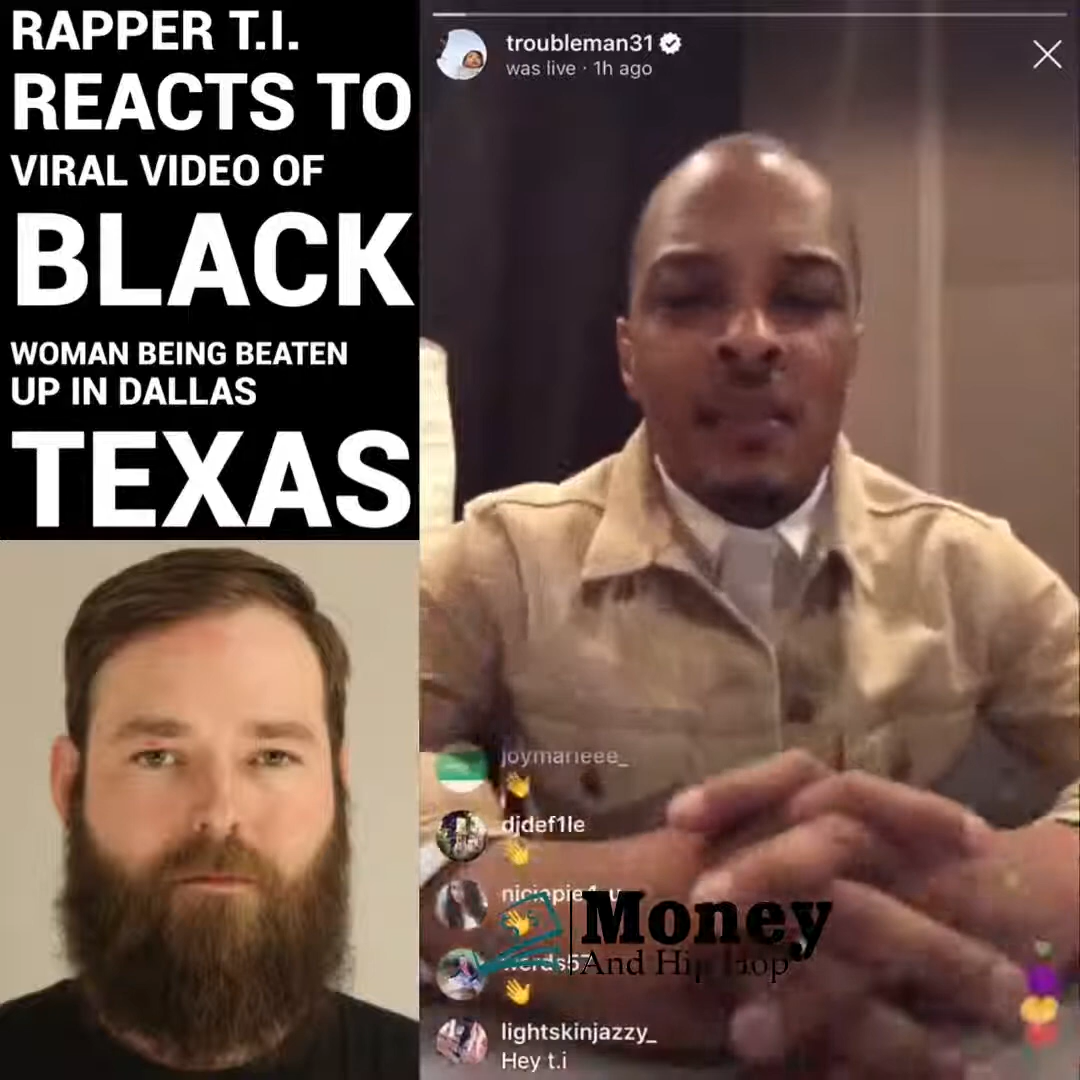 RAPPER T.I.
REACTS TO
VIRAL VIDEO OF
BLACK
WOMAN BEING BEATEN
UP IN DALLAS
TEXAS
troubleman31
was live · 1h ago
joymarieee_
👋
djdef1le
👋
👋
Money
And Hip Hop
👋
lightskinjazzy_
Hey t.i